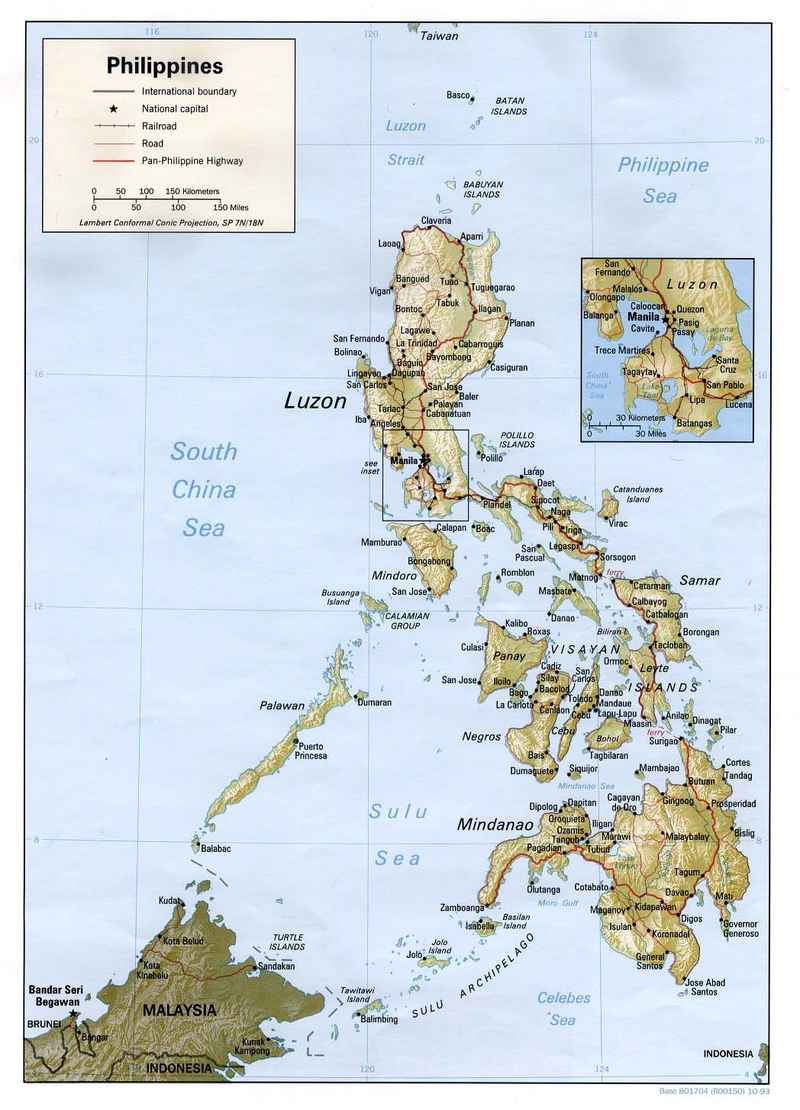 116
120
124
Taiwan
Philippines
International boundary
National capital
Railroad
Road
Pan-Philippine Highway
0 50 100 150 Kilometers
0 50 100 150 Miles
Lambert Conformal Conic Projection, SP 7N/18N
Basco
BATAN
ISLANDS
Luzon
Strait
20
20
Philippine
Sea
BABUYAN
ISLANDS
Claveria
Aparri
Laoag
Bangued
Tuao
Tuguegarao
Vigan
Tabuk
Bontoc
Ilagan
Lagawe
Palanan
San Fernando
La Trinidad
Cabarroguis
Bolinao
Baguio
Bayombong
Casiguran
16
16
Lingayen
Dagupan
San Carlos
San Jose
Baler
Luzon
Tarlac
Palayan
Cabanatuan
Iba
Angeles
POLILLO
ISLANDS
Manila
Polillo
see
inset
San
Fernando
Luzon
Malolos
Olongapo
Caloocan
Quezon
Balanga
Manila
Pasig
Cavite
Pasay
Laguna
de Bay
Trece Martires
Santa
Cruz
Tagaytay
South
China
Sea
Lake
Taal
San Pablo
Lipa
Lucena
0 30 Kilometers
0 30 Miles
Batangas
South
China
Sea
Larap
Daet
Catanduanes
Island
Sipocot
Plaridel
Naga
Virac
Pili
Iriga
Calapan
Boac
Legaspi
Mamburao
San
Pascual
Sorsogon
Bongabong
Mindoro
Romblon
Matnog
ferry
Catarman
Samar
San Jose
Masbate
Busuanga
Island
Calbayog
12
12
CALAMIAN
GROUP
Danao
Catbalogan
Kalibo
Roxas
Biliran I.
Borongan
Culasi
VISAYAN
Tacloban
Panay
Ormoc
Leyte
Cadiz
San
Carlos
San Jose
Iloilo
Silay
ISLANDS
Bago
Bacolod
Toledo
Danao
Mandaue
Palawan
Dumaran
La Carlota
Canlaon
Cebu
Lapu-Lapu
Maasin
Anilao
Dinagat
Pilar
Negros
Cebu
Bohol
ferry
Surigao
Puerto
Princesa
Bais
Tagbilaran
Dumaguete
Siquijor
Mambajao
Cortes
Tandag
Mindanao Sea
Butuan
Sulu
Sea
Dipolog
Dapitan
Cagayan
de Oro
Gingoog
Prosperidad
Mindanao
Oroquieta
Iligan
Ozamis
Tangub
Marawi
Malaybalay
Bislig
8
8
Balabac
Pagadian
Tubod
Tagum
Olutanga
Cotabato
Davao
Mati
Kudat
Zamboanga
Moro Gulf
Maganoy
Kidapawan
Digos
Basilan
Island
Isabella
Governor
Generoso
Kota Belud
TURTLE
ISLANDS
Jolo
Island
Isulan
Koronadal
Kota
Kinabalu
Sandakan
Jolo
General
Santos
Jose Abad
Santos
Bandar Seri
Begawan
Tawitawi
Island
SULU ARCHIPELAGO
MALAYSIA
Celebes
Sea
BRUNEI
Balimbing
Bangar
Kunak
Kampong
INDONESIA
INDONESIA
120
124
4
Base 801704 (R00150) 10-93